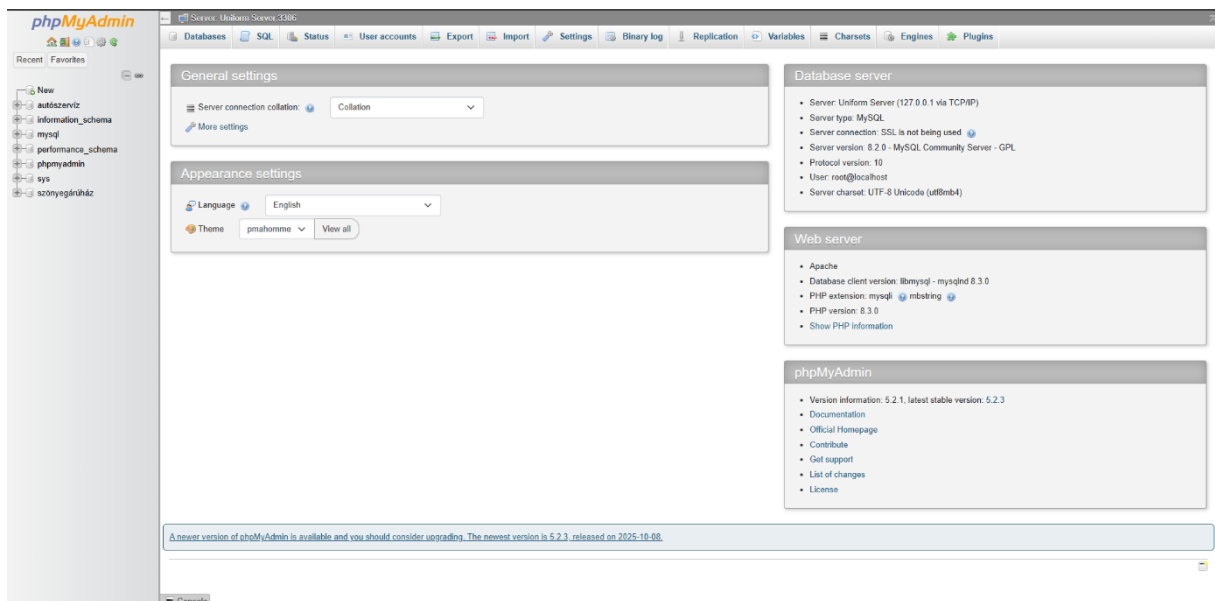 phpMyAdmin
Recent Favorites
New
autószervíz
information_schema
mysql
performance_schema
phpmyadmin
sys
szőnyegárúház
Server: Uniform Server:3306
Databases SQL Status User accounts Export Import Settings Binary log Replication Variables Charsets Engines Plugins
General settings
Server connection collation: Collation
More settings
Appearance settings
Language English
Theme pmahomme View all
Database server
Server: Uniform Server (127.0.0.1 via TCP/IP)
Server type: MySQL
Server connection: SSL is not being used
Server version: 8.2.0 - MySQL Community Server - GPL
Protocol version: 10
User: root@localhost
Server charset: UTF-8 Unicode (utf8mb4)
Web server
Apache
Database client version: libmysql - mysqlnd 8.3.0
PHP extension: mysqli mbstring
PHP version: 8.3.0
Show PHP information
phpMyAdmin
Version information: 5.2.1, latest stable version: 5.2.3
Documentation
Official Homepage
Contribute
Get support
List of changes
License
A newer version of phpMyAdmin is available and you should consider upgrading. The newest version is 5.2.3, released on 2025-10-08.
Console